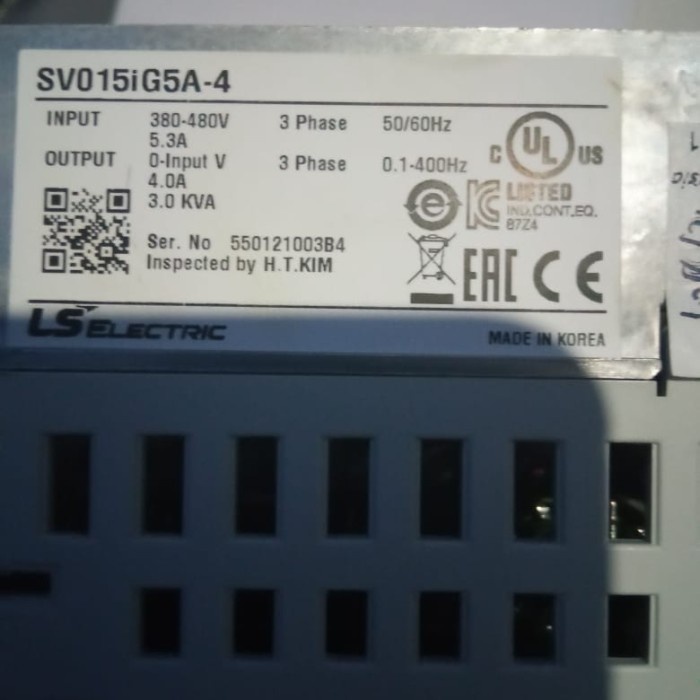 SV015iG5A-4
INPUT 380-480V 3 Phase 50/60Hz
5.3A
OUTPUT 0-Input V 3 Phase 0.1-400Hz
4.0A
3.0 KVA
Ser. No 550121003B4
Inspected by H.T.KIM
C UL US
LISTED
IND.CONT.EQ.
87Z4
EAC CE
LS ELECTRIC
MADE IN KOREA